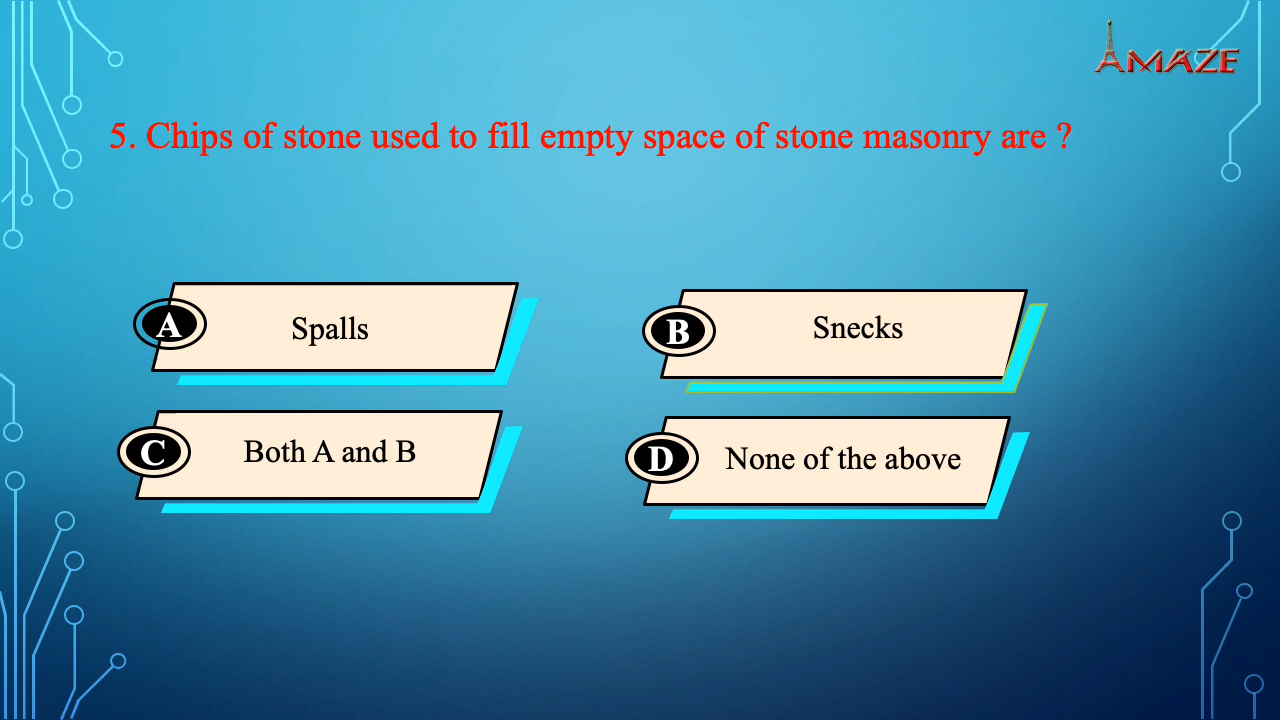 AMAZE
5. Chips of stone used to fill empty space of stone masonry are ?
A Spalls
B Snecks
C Both A and B
D None of the above